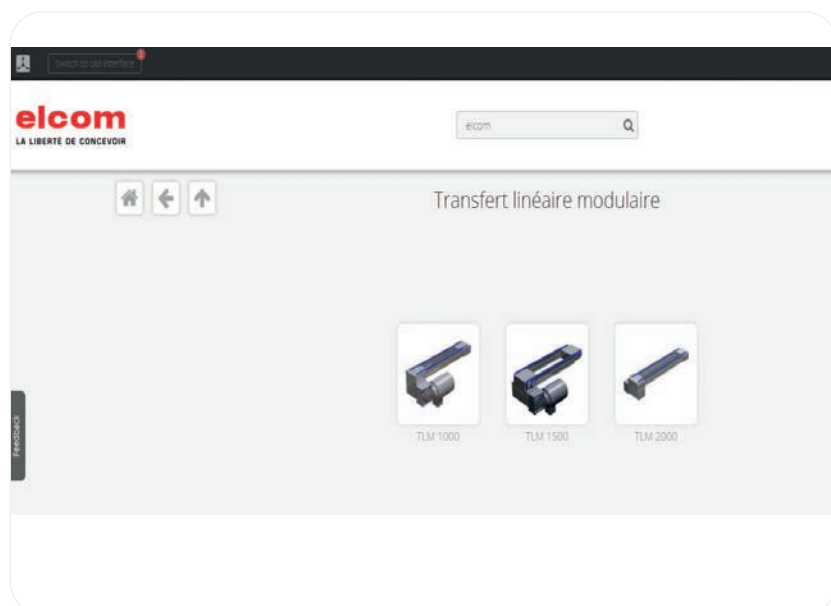 Switch to old interface
elcom
LA LIBERTÉ DE CONCEVOIR
elcom
Transfert linéaire modulaire
TLM 1000
TLM 1500
TLM 2000
Feedback